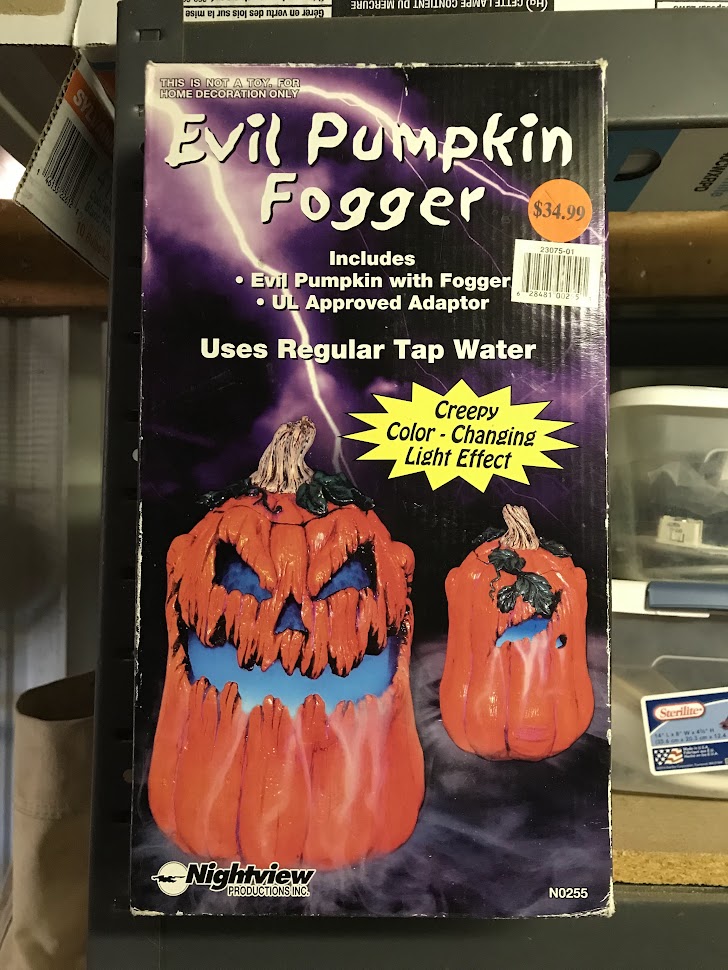 Gérer en vertu des lois sur la mise
(Hg) CETTE LAMPE CONTIENT DU MERCURE
SYLVANIA
THIS IS NOT A TOY. FOR
HOME DECORATION ONLY
Evil Pumpkin
Fogger
$34.99
23075-01
Includes
• Evil Pumpkin with Fogger
• UL Approved Adaptor
Uses Regular Tap Water
Creepy
Color - Changing
Light Effect
Sterilite
Nightview
PRODUCTIONS INC.
N0255